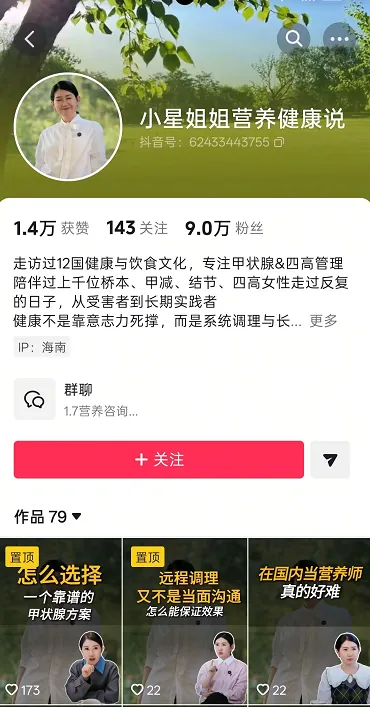 小星姐姐营养健康说
抖音号：62433443755
1.4万 获赞 143 关注 9.0万 粉丝
走访过12国健康与饮食文化，专注甲状腺&四高管理
陪伴过上千位桥本、甲减、结节、四高女性走过反复
的日子，从受害者到长期实践者
健康不是靠意志力死撑，而是系统调理与长... 更多
IP：海南
群聊
1.7营养咨询...
+ 关注
作品 79
置顶
怎么选择
一个靠谱的
甲状腺方案
173
置顶
远程调理
又不是当面沟通
怎么能保证效果
22
在国内当营养师
真的好难
22